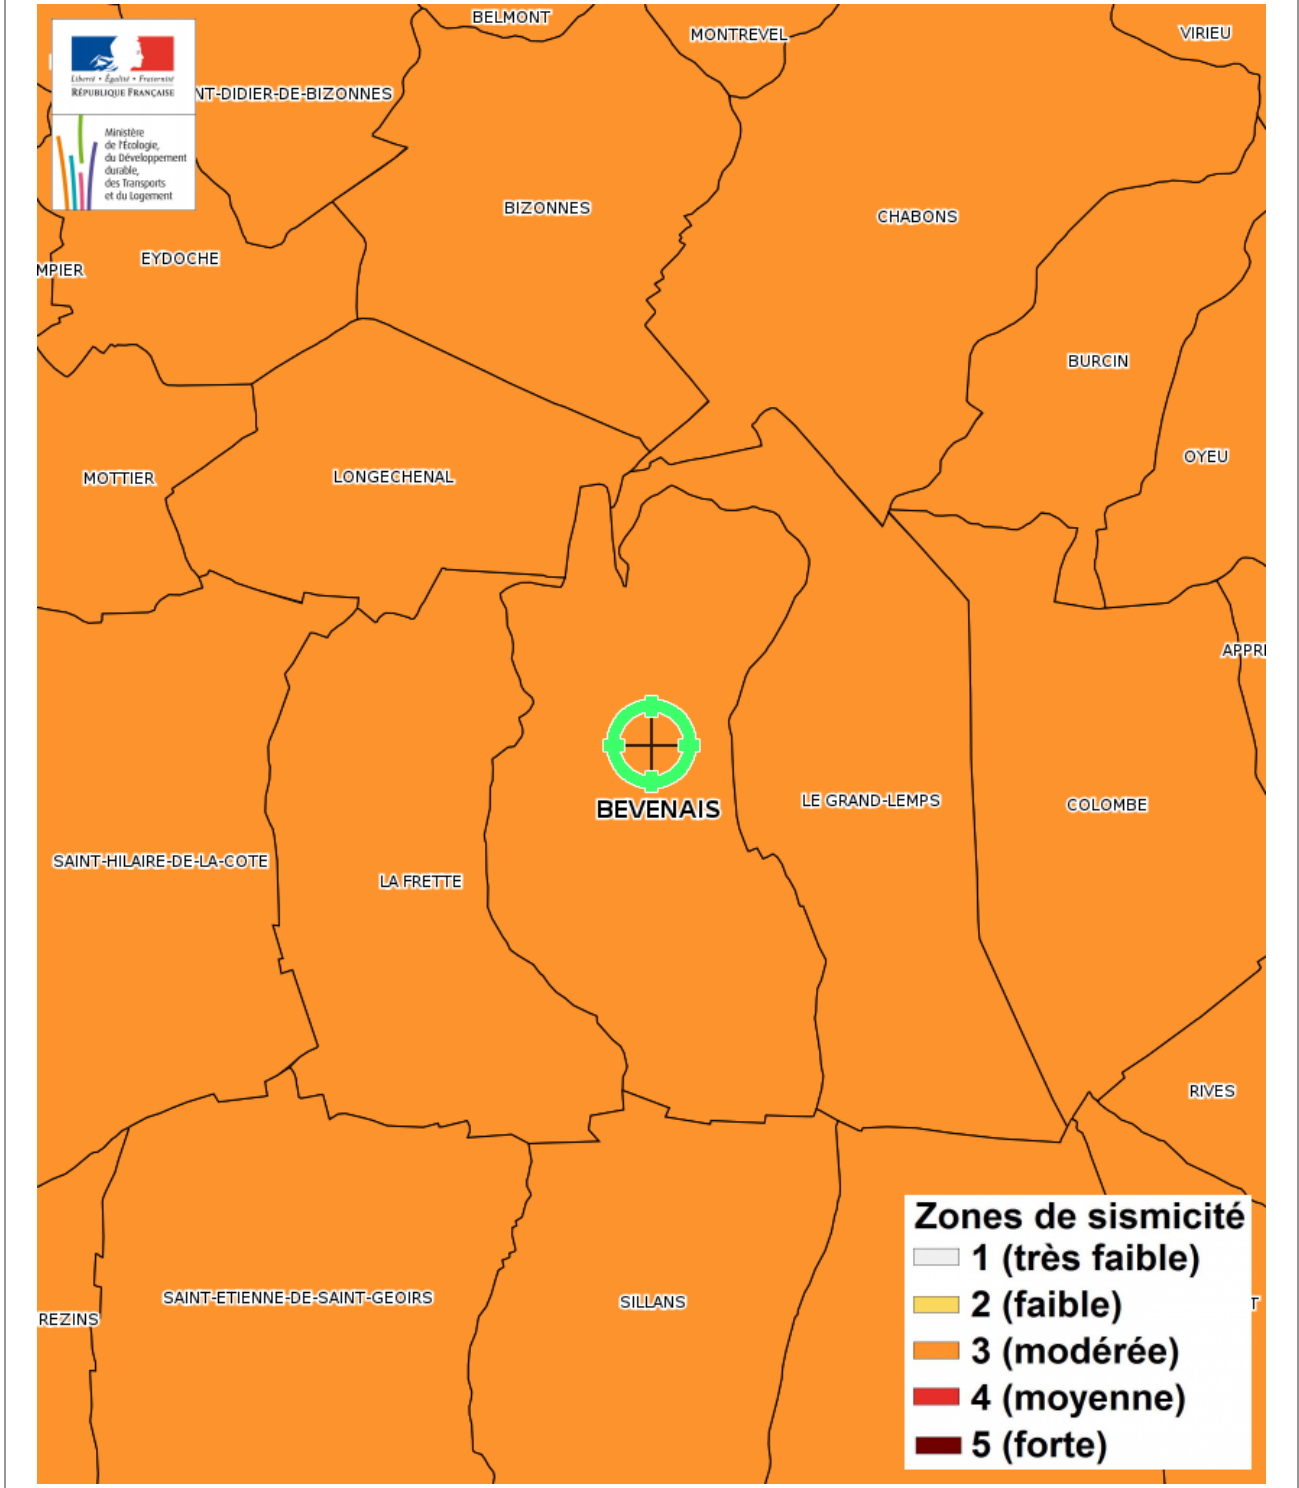 BELMONT
MONTREVEL
VIRIEU
Liberté • Égalité • Fraternité
RÉPUBLIQUE FRANÇAISE
NT-DIDIER-DE-BIZONNES
Ministère
de l'Écologie,
du Développement
durable,
des Transports
et du Logement
BIZONNES
CHABONS
EYDOCHE
MPIER
BURCIN
OYEU
MOTTIER
LONGECHENAL
APPRI
BEVENAIS
LE GRAND-LEMPS
COLOMBE
SAINT-HILAIRE-DE-LA-COTE
LA FRETTE
RIVES
SAINT-ETIENNE-DE-SAINT-GEOIRS
SILLANS
REZINS
T
Zones de sismicité
1 (très faible)
2 (faible)
3 (modérée)
4 (moyenne)
5 (forte)